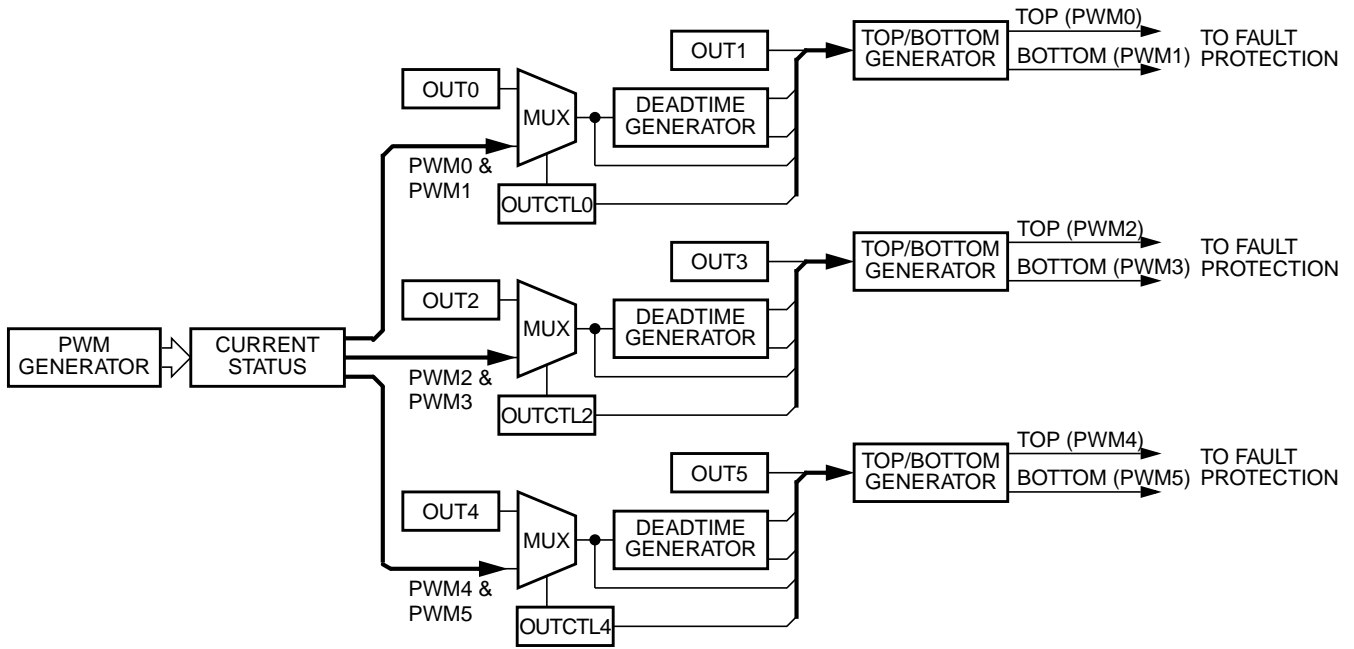 PWM
GENERATOR
CURRENT
STATUS
OUT0
MUX
PWM0 &
PWM1
OUTCTL0
OUT1
DEADTIME
GENERATOR
TOP/BOTTOM
GENERATOR
TOP (PWM0)
BOTTOM (PWM1)
TO FAULT
PROTECTION
OUT2
MUX
PWM2 &
PWM3
OUTCTL2
OUT3
DEADTIME
GENERATOR
TOP/BOTTOM
GENERATOR
TOP (PWM2)
BOTTOM (PWM3)
TO FAULT
PROTECTION
OUT4
MUX
PWM4 &
PWM5
OUTCTL4
OUT5
DEADTIME
GENERATOR
TOP/BOTTOM
GENERATOR
TOP (PWM4)
BOTTOM (PWM5)
TO FAULT
PROTECTION